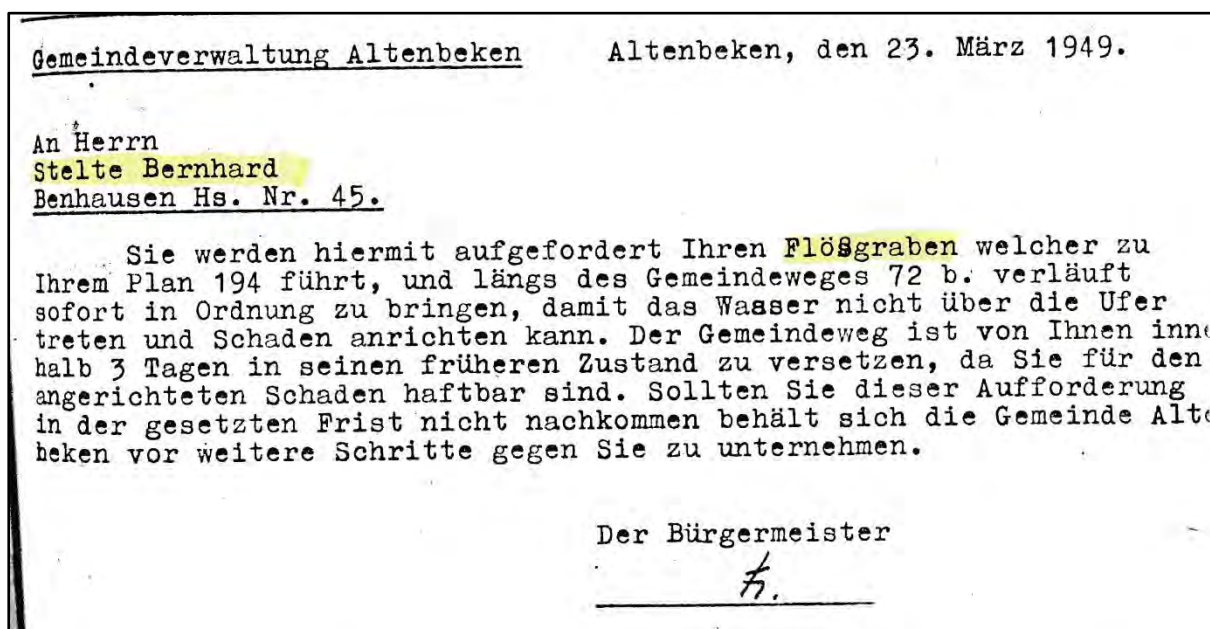 Gemeindeverwaltung Altenbeken Altenbeken, den 23. März 1949.
An Herrn
Stelte Bernhard
Benhausen Hs. Nr. 45.
Sie werden hiermit aufgefordert Ihren Flößgraben welcher zu
Ihrem Plan 194 führt, und längs des Gemeindeweges 72 b. verläuft
sofort in Ordnung zu bringen, damit das Wasser nicht über die Ufer
treten und Schaden anrichten kann. Der Gemeindeweg ist von Ihnen inne
halb 3 Tagen in seinen früheren Zustand zu versetzen, da Sie für den
angerichteten Schaden haftbar sind. Sollten Sie dieser Aufforderung
in der gesetzten Frist nicht nachkommen behält sich die Gemeinde Alte
beken vor weitere Schritte gegen Sie zu unternehmen.
Der Bürgermeister